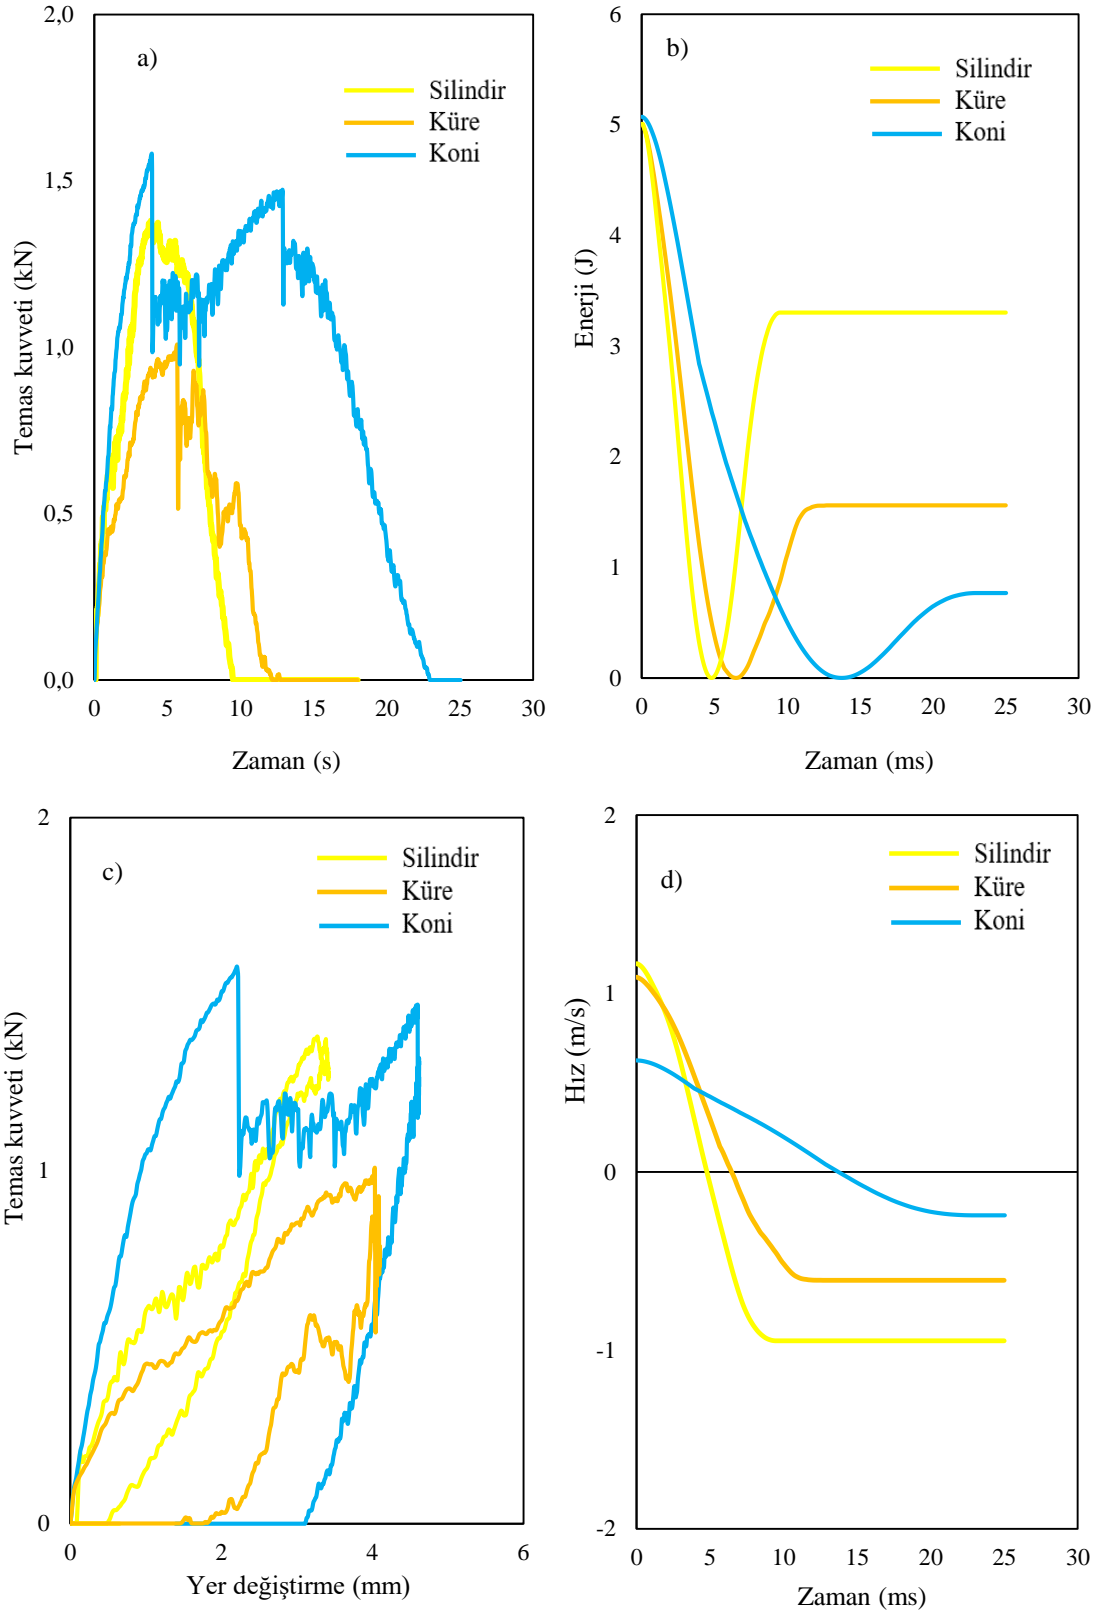 a)
2,0
1,5
1,0
0,5
0,0
Temas kuvveti (kN)
Silindir
Küre
Koni
0 5 10 15 20 25 30
Zaman (s)
b)
6
5
4
3
2
1
0
Enerji (J)
Silindir
Küre
Koni
0 5 10 15 20 25 30
Zaman (ms)
c)
2
1
0
Temas kuvveti (kN)
Silindir
Küre
Koni
0 2 4 6
Yer değiştirme (mm)
d)
2
1
0
-1
-2
Hız (m/s)
Silindir
Küre
Koni
0 5 10 15 20 25 30
Zaman (ms)